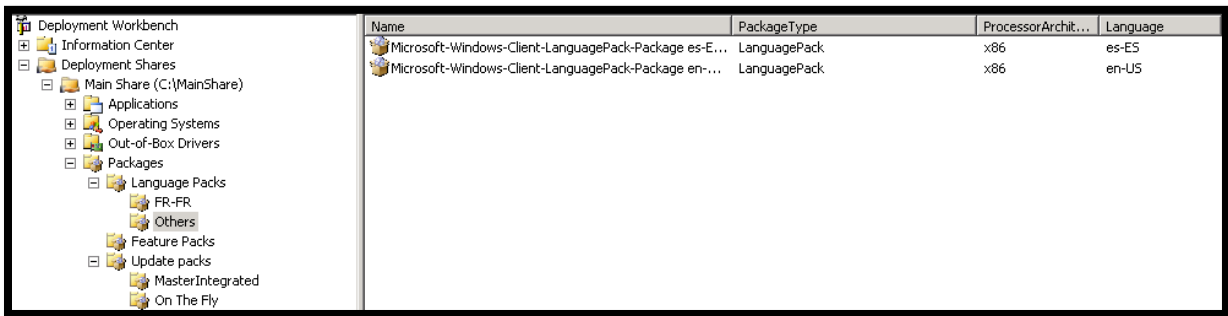 Deployment Workbench
Information Center
Deployment Shares
Main Share (C:\MainShare)
Applications
Operating Systems
Out-of-Box Drivers
Packages
Language Packs
FR-FR
Others
Feature Packs
Update packs
MasterIntegrated
On The Fly
Name PackageType ProcessorArchit... Language
Microsoft-Windows-Client-LanguagePack-Package es-E... LanguagePack x86 es-ES
Microsoft-Windows-Client-LanguagePack-Package en-... LanguagePack x86 en-US